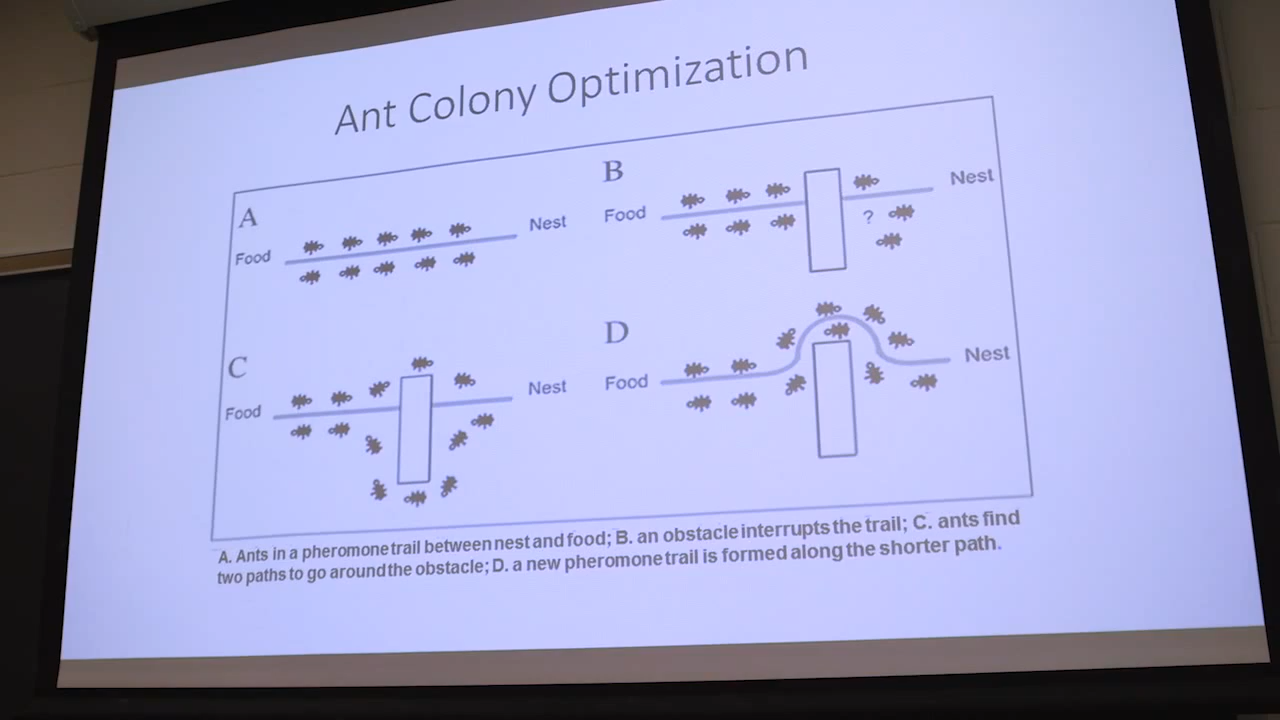 Ant Colony Optimization
A
Food
Nest
B
Food
Nest
?
C
Food
Nest
D
Food
Nest
A. Ants in a pheromone trail between nest and food; B. an obstacle interrupts the trail; C. ants find
two paths to go around the obstacle; D. a new pheromone trail is formed along the shorter path.